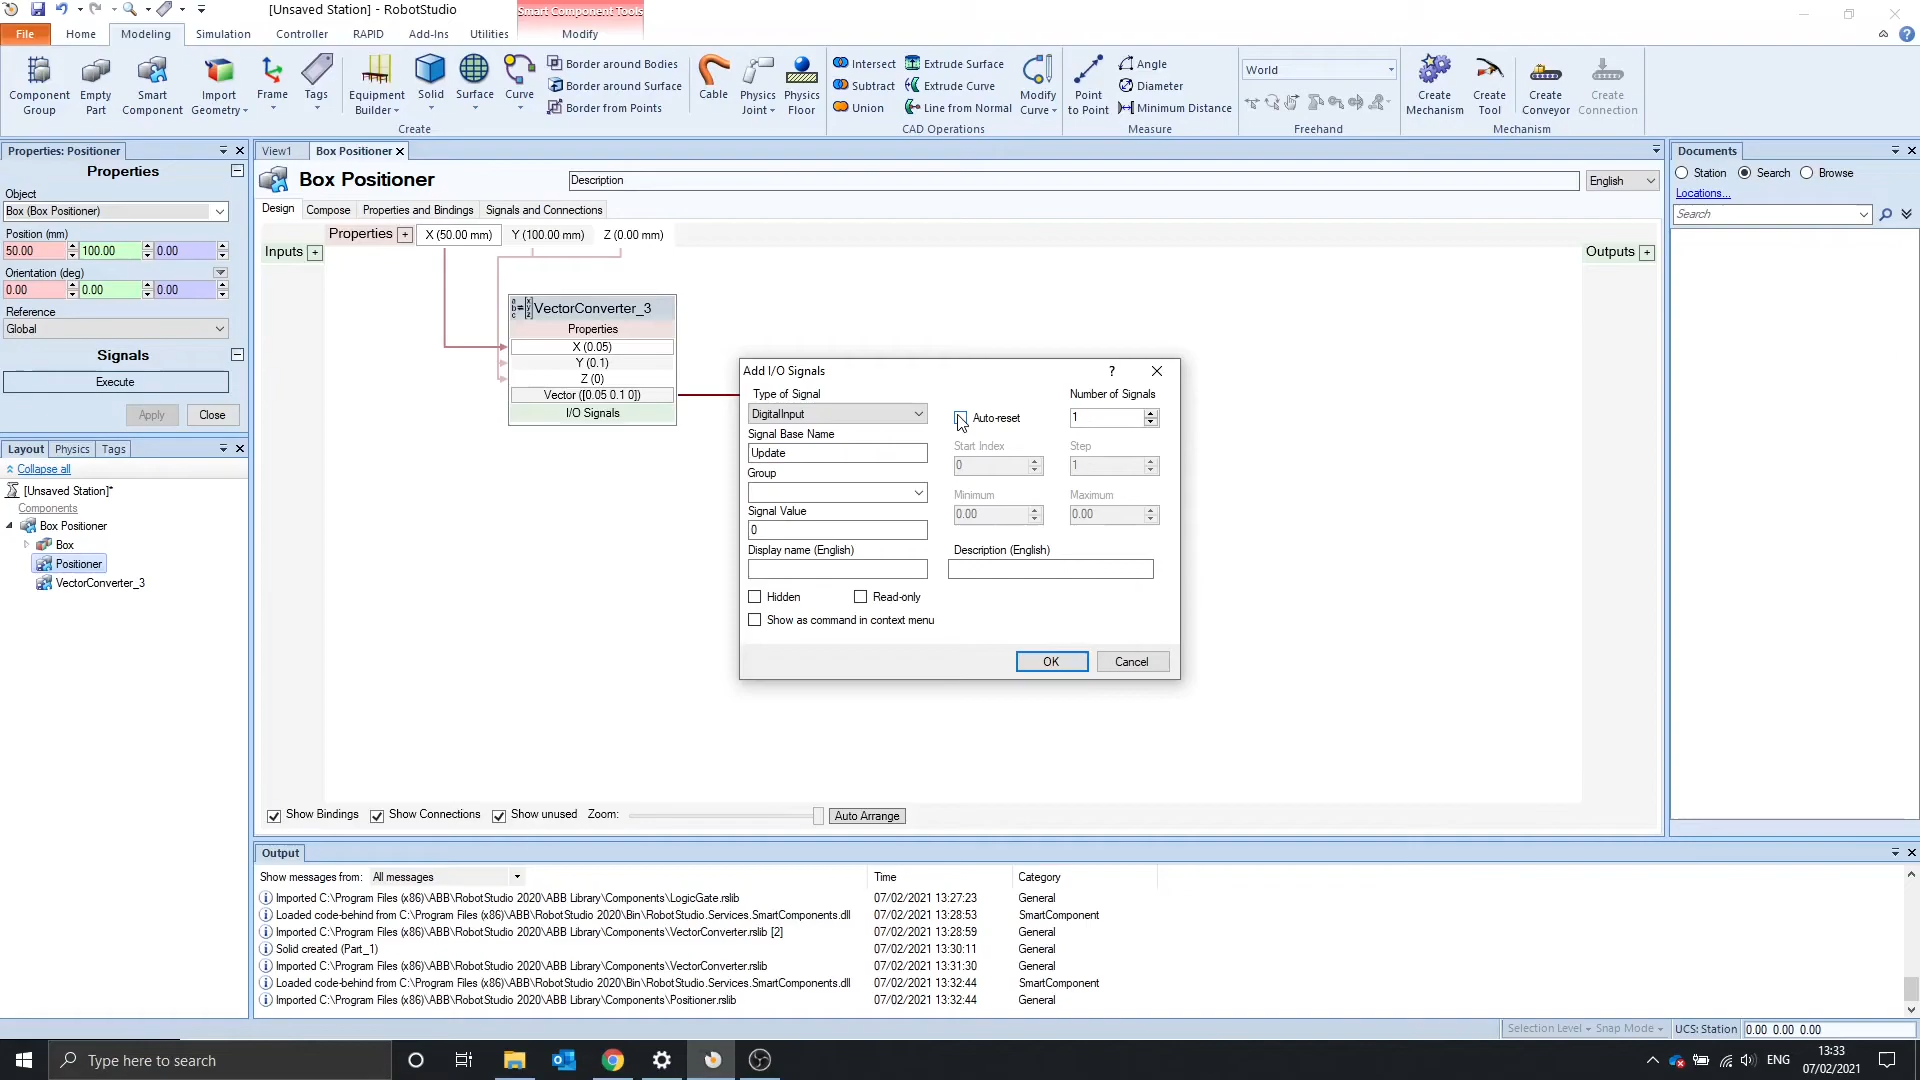 [Unsaved Station] - RobotStudio
Smart Component Tools
File
Home
Modeling
Simulation
Controller
RAPID
Add-Ins
Utilities
Modify
Component Group
Empty Part
Smart Component
Import Geometry
Frame
Tags
Equipment Builder
Solid
Surface
Curve
Border around Bodies
Border around Surface
Border from Points
Create
Cable
Physics Joint
Physics Floor
Intersect
Subtract
Union
Extrude Surface
Extrude Curve
Line from Normal
Modify Curve
CAD Operations
Point to Point
Angle
Diameter
Minimum Distance
Measure
World
Freehand
Create Mechanism
Create Tool
Create Conveyor
Create Connection
Mechanism
Properties: Positioner
Properties
Object
Box (Box Positioner)
Position (mm)
50.00
100.00
0.00
Orientation (deg)
0.00
0.00
0.00
Reference
Global
Signals
Execute
Apply
Close
Layout
Physics
Tags
Collapse all
[Unsaved Station]*
Components
Box Positioner
Box
Positioner
VectorConverter_3
View1
Box Positioner
Box Positioner
Description
English
Design
Compose
Properties and Bindings
Signals and Connections
Properties +
X (50.00 mm)
Y (100.00 mm)
Z (0.00 mm)
Inputs +
Outputs +
VectorConverter_3
Properties
X (0.05)
Y (0.1)
Z (0)
Vector ([0.05 0.1 0])
I/O Signals
Add I/O Signals
?
Type of Signal
DigitalInput
Auto-reset
Number of Signals
1
Signal Base Name
Update
Start Index
0
Step
1
Group
Minimum
0.00
Maximum
0.00
Signal Value
0
Display name (English)
Description (English)
Hidden
Read-only
Show as command in context menu
OK
Cancel
Show Bindings
Show Connections
Show unused
Zoom:
Auto Arrange
Documents
Search
Station
Search
Browse
Locations...
Output
Show messages from:
All messages
Time
Category
Imported C:\Program Files (x86)\ABB\RobotStudio 2020\ABB Library\Components\LogicGate.rslib 07/02/2021 13:27:23 General
Loaded code-behind from C:\Program Files (x86)\ABB\RobotStudio 2020\Bin\RobotStudio.Services.SmartComponents.dll 07/02/2021 13:28:53 SmartComponent
Imported C:\Program Files (x86)\ABB\RobotStudio 2020\ABB Library\Components\VectorConverter.rslib [2] 07/02/2021 13:28:59 General
Solid created (Part_1) 07/02/2021 13:30:11 General
Imported C:\Program Files (x86)\ABB\RobotStudio 2020\ABB Library\Components\VectorConverter.rslib 07/02/2021 13:31:30 General
Loaded code-behind from C:\Program Files (x86)\ABB\RobotStudio 2020\Bin\RobotStudio.Services.SmartComponents.dll 07/02/2021 13:32:44 SmartComponent
Imported C:\Program Files (x86)\ABB\RobotStudio 2020\ABB Library\Components\Positioner.rslib 07/02/2021 13:32:44 General
Selection Level
Snap Mode
UCS: Station
0.00 0.00 0.00
Type here to search
ENG
13:33
07/02/2021